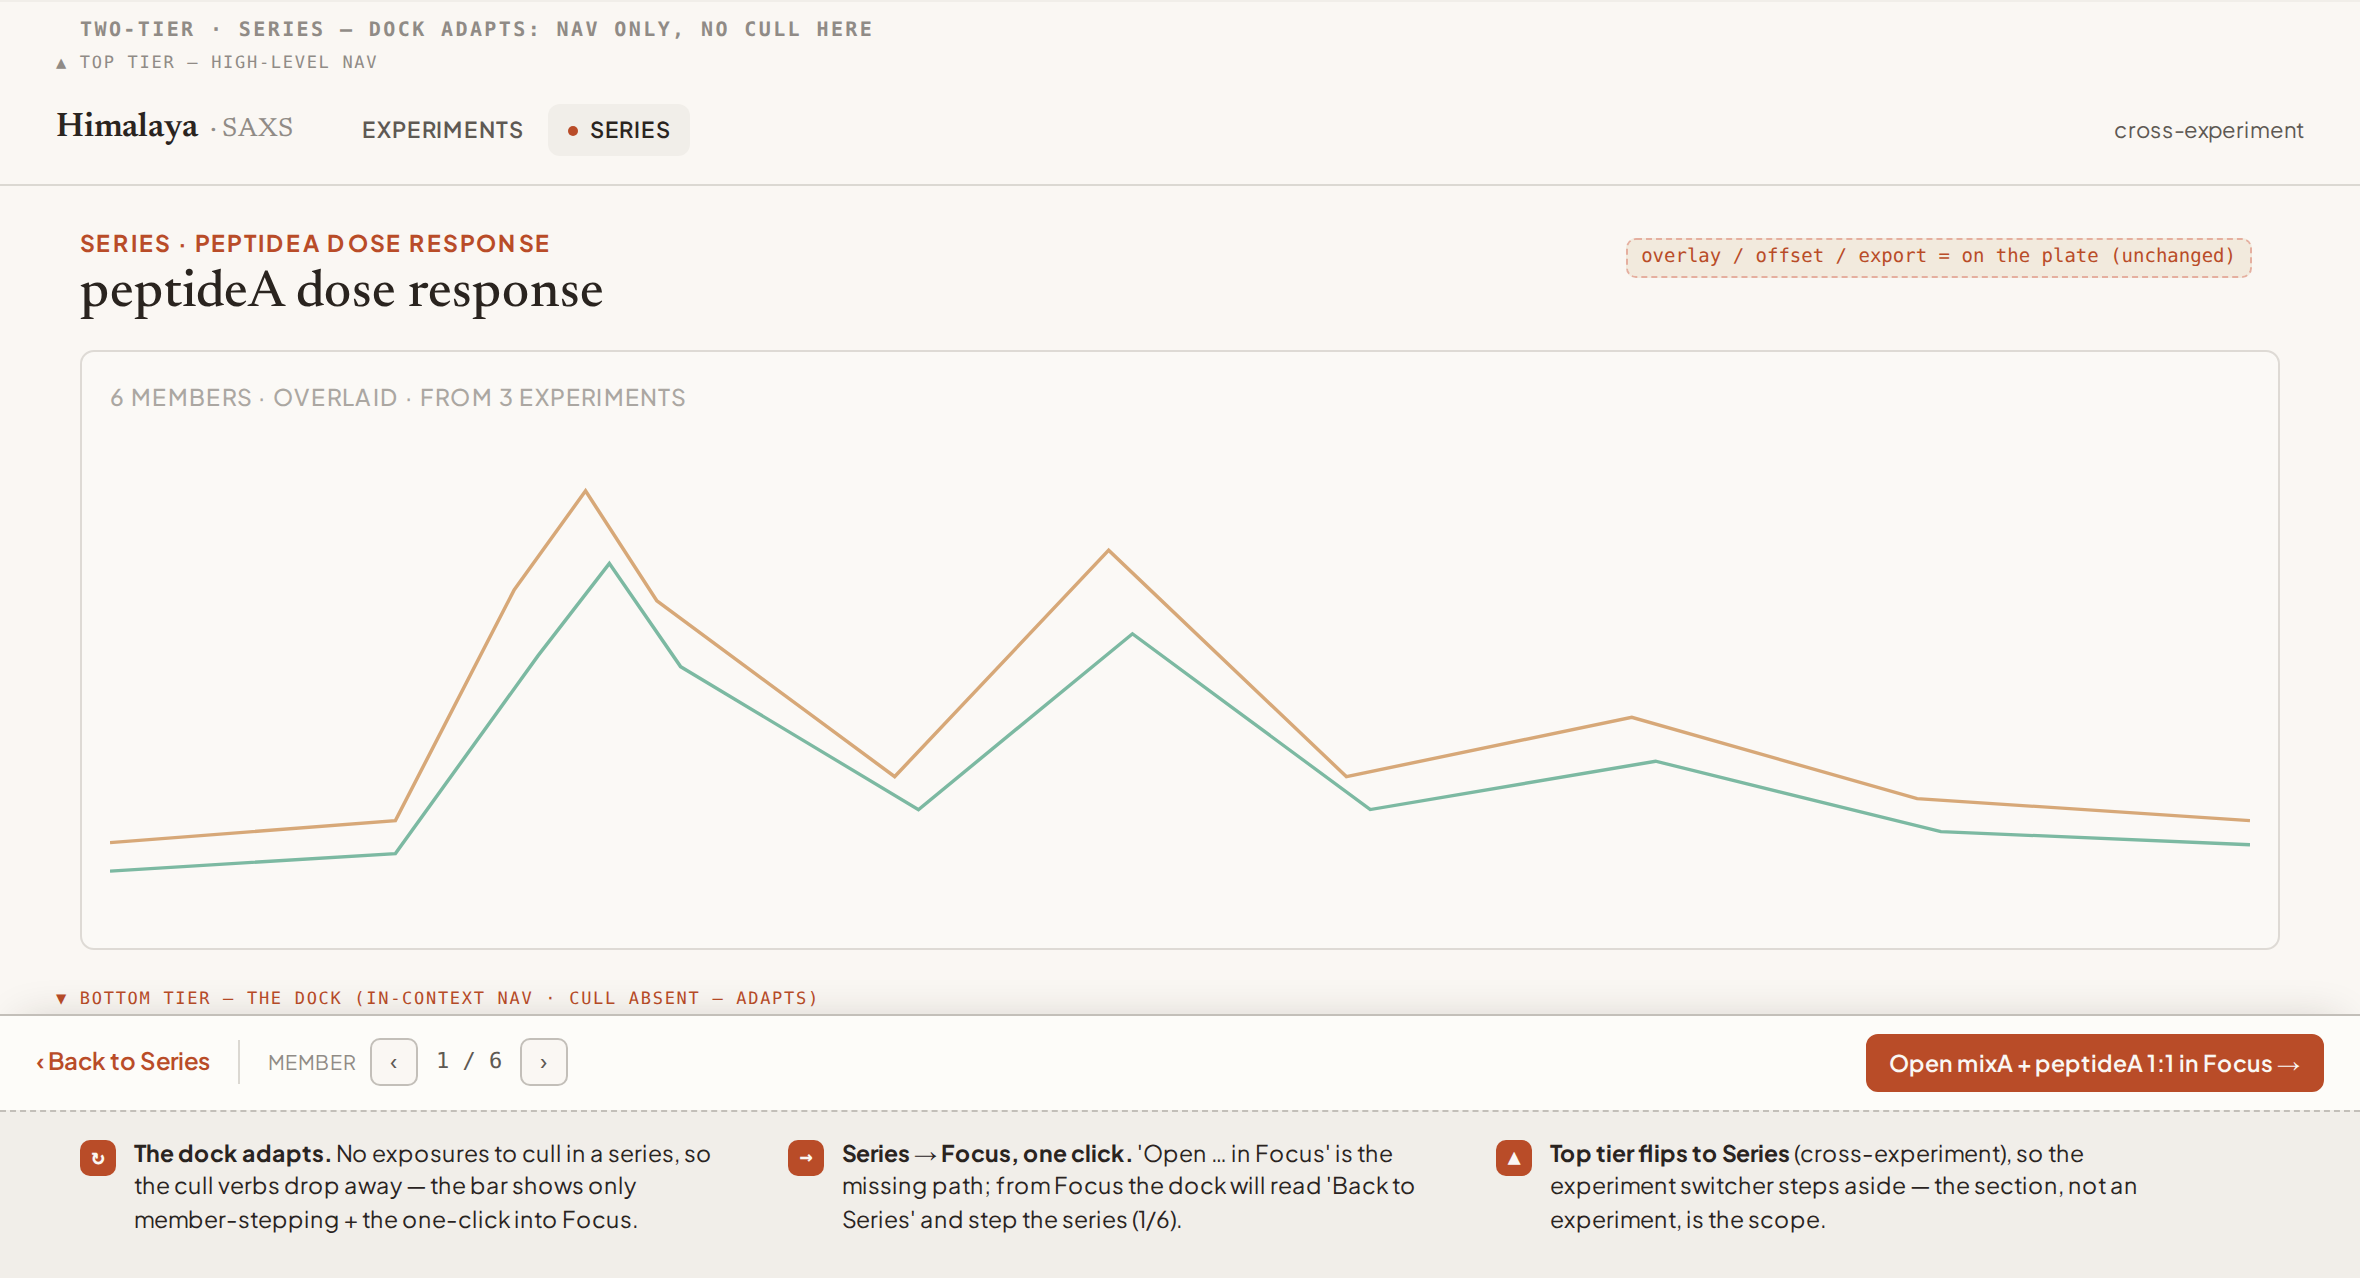 TWO-TIER · SERIES — DOCK ADAPTS: NAV ONLY, NO CULL HERE
▲ TOP TIER — HIGH-LEVEL NAV
Himalaya · SAXS
EXPERIMENTS
SERIES
cross-experiment
SERIES · PEPTIDEA DOSE RESPONSE
overlay / offset / export = on the plate (unchanged)
peptideA dose response
6 MEMBERS · OVERLAID · FROM 3 EXPERIMENTS
▼ BOTTOM TIER — THE DOCK (IN-CONTEXT NAV · CULL ABSENT — ADAPTS)
‹ Back to Series
MEMBER ‹ 1 / 6 ›
Open mixA + peptideA 1:1 in Focus →
↻ The dock adapts. No exposures to cull in a series, so
the cull verbs drop away — the bar shows only
member-stepping + the one-click into Focus.
→ Series → Focus, one click. 'Open … in Focus' is the
missing path; from Focus the dock will read 'Back to
Series' and step the series (1/6).
▲ Top tier flips to Series (cross-experiment), so the
experiment switcher steps aside — the section, not an
experiment, is the scope.